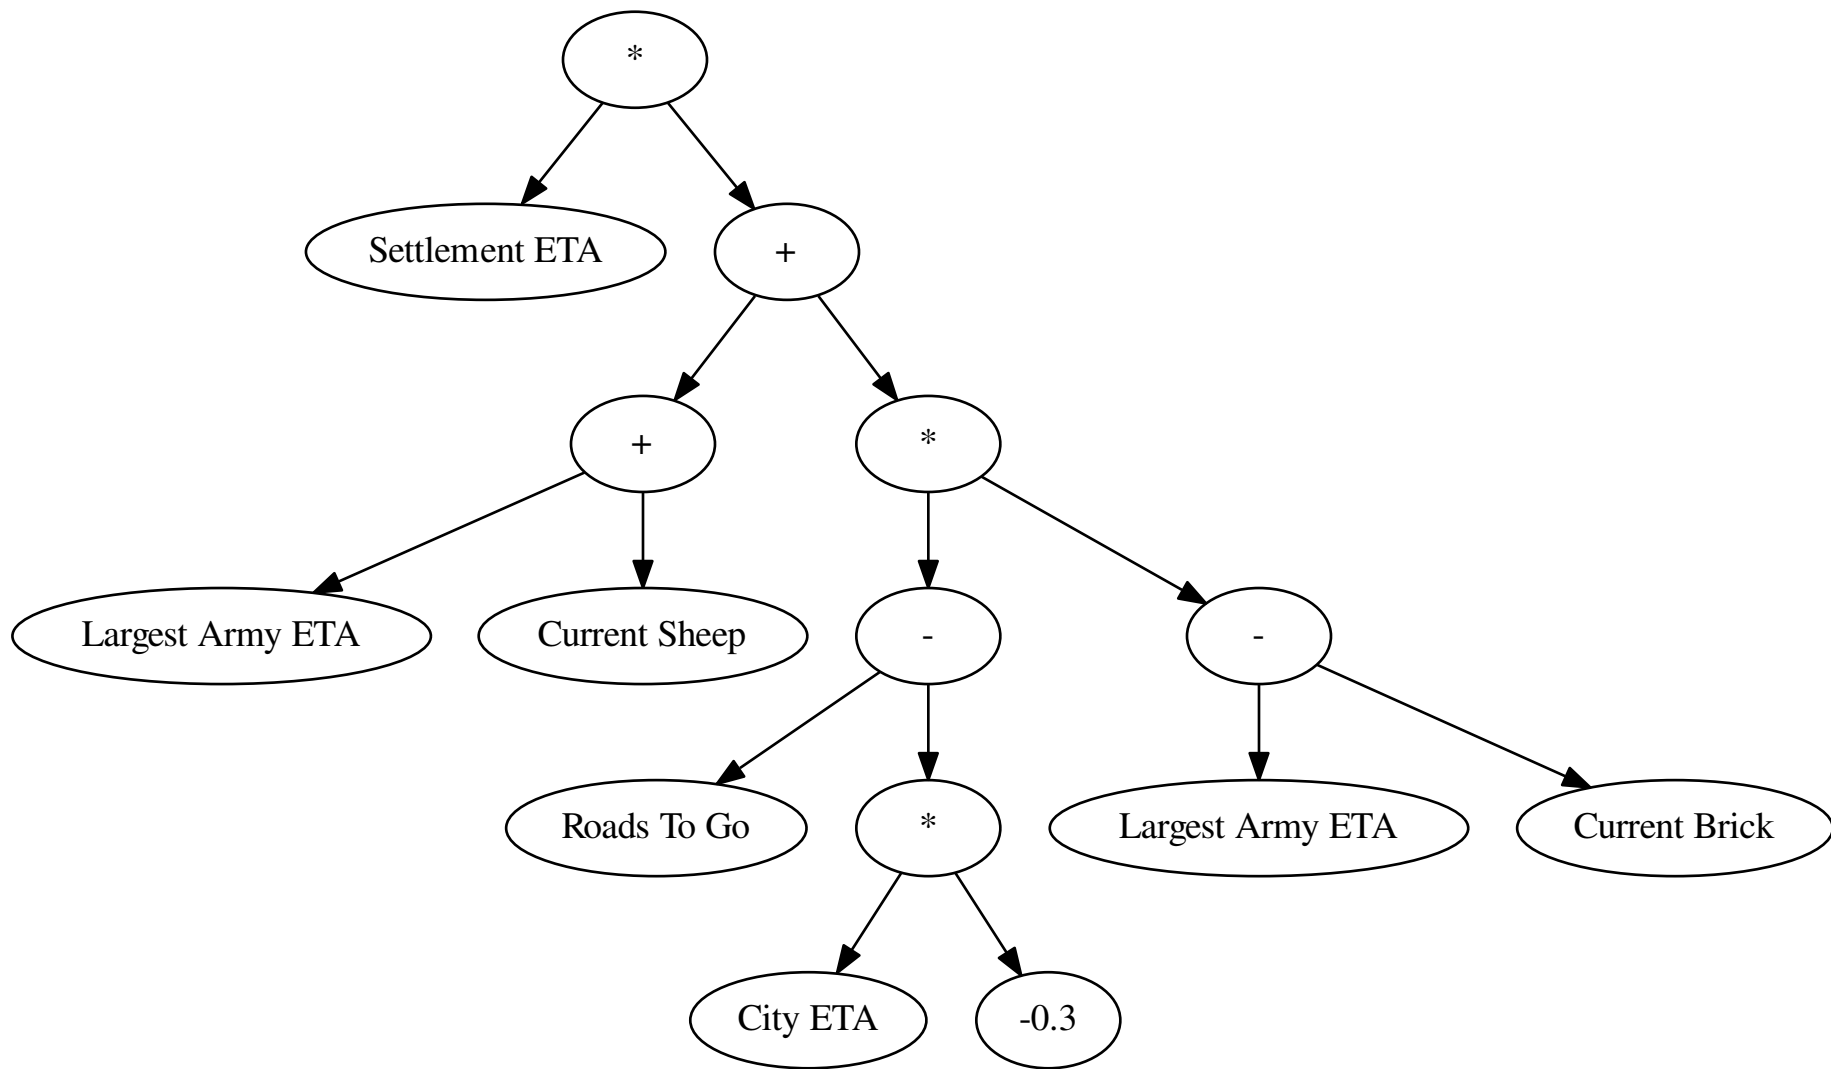 *
Settlement ETA
+
+
*
Largest Army ETA
Current Sheep
-
-
Roads To Go
*
Largest Army ETA
Current Brick
City ETA
-0.3